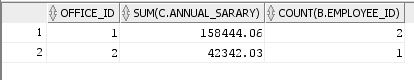 OFFICE_ID SUM(C.ANNUAL_SARARY) COUNT(B.EMPLOYEE_ID)
1 1 158444.06 2
2 2 42342.03 1